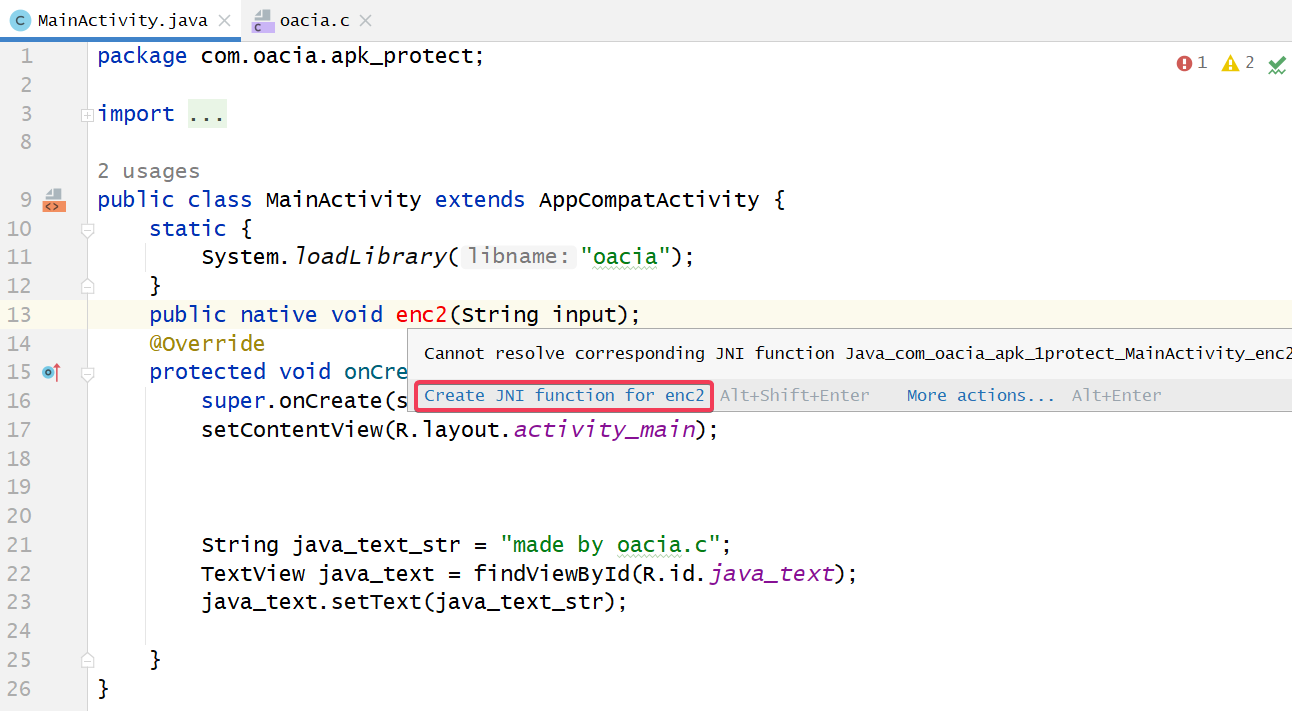 MainActivity.java
oacia.c
1 package com.oacia.apk_protect;
1 2
2
3 import ...
8
2 usages
9 public class MainActivity extends AppCompatActivity {
10 static {
11 System.loadLibrary( libname: "oacia");
12 }
13 public native void enc2(String input);
14 @Override
Cannot resolve corresponding JNI function Java_com_oacia_apk_1protect_MainActivity_enc2
15 protected void onCre
Create JNI function for enc2 Alt+Shift+Enter More actions... Alt+Enter
16 super.onCreate(s
17 setContentView(R.layout.activity_main);
18
19
20
21 String java_text_str = "made by oacia.c";
22 TextView java_text = findViewById(R.id.java_text);
23 java_text.setText(java_text_str);
24
25 }
26 }